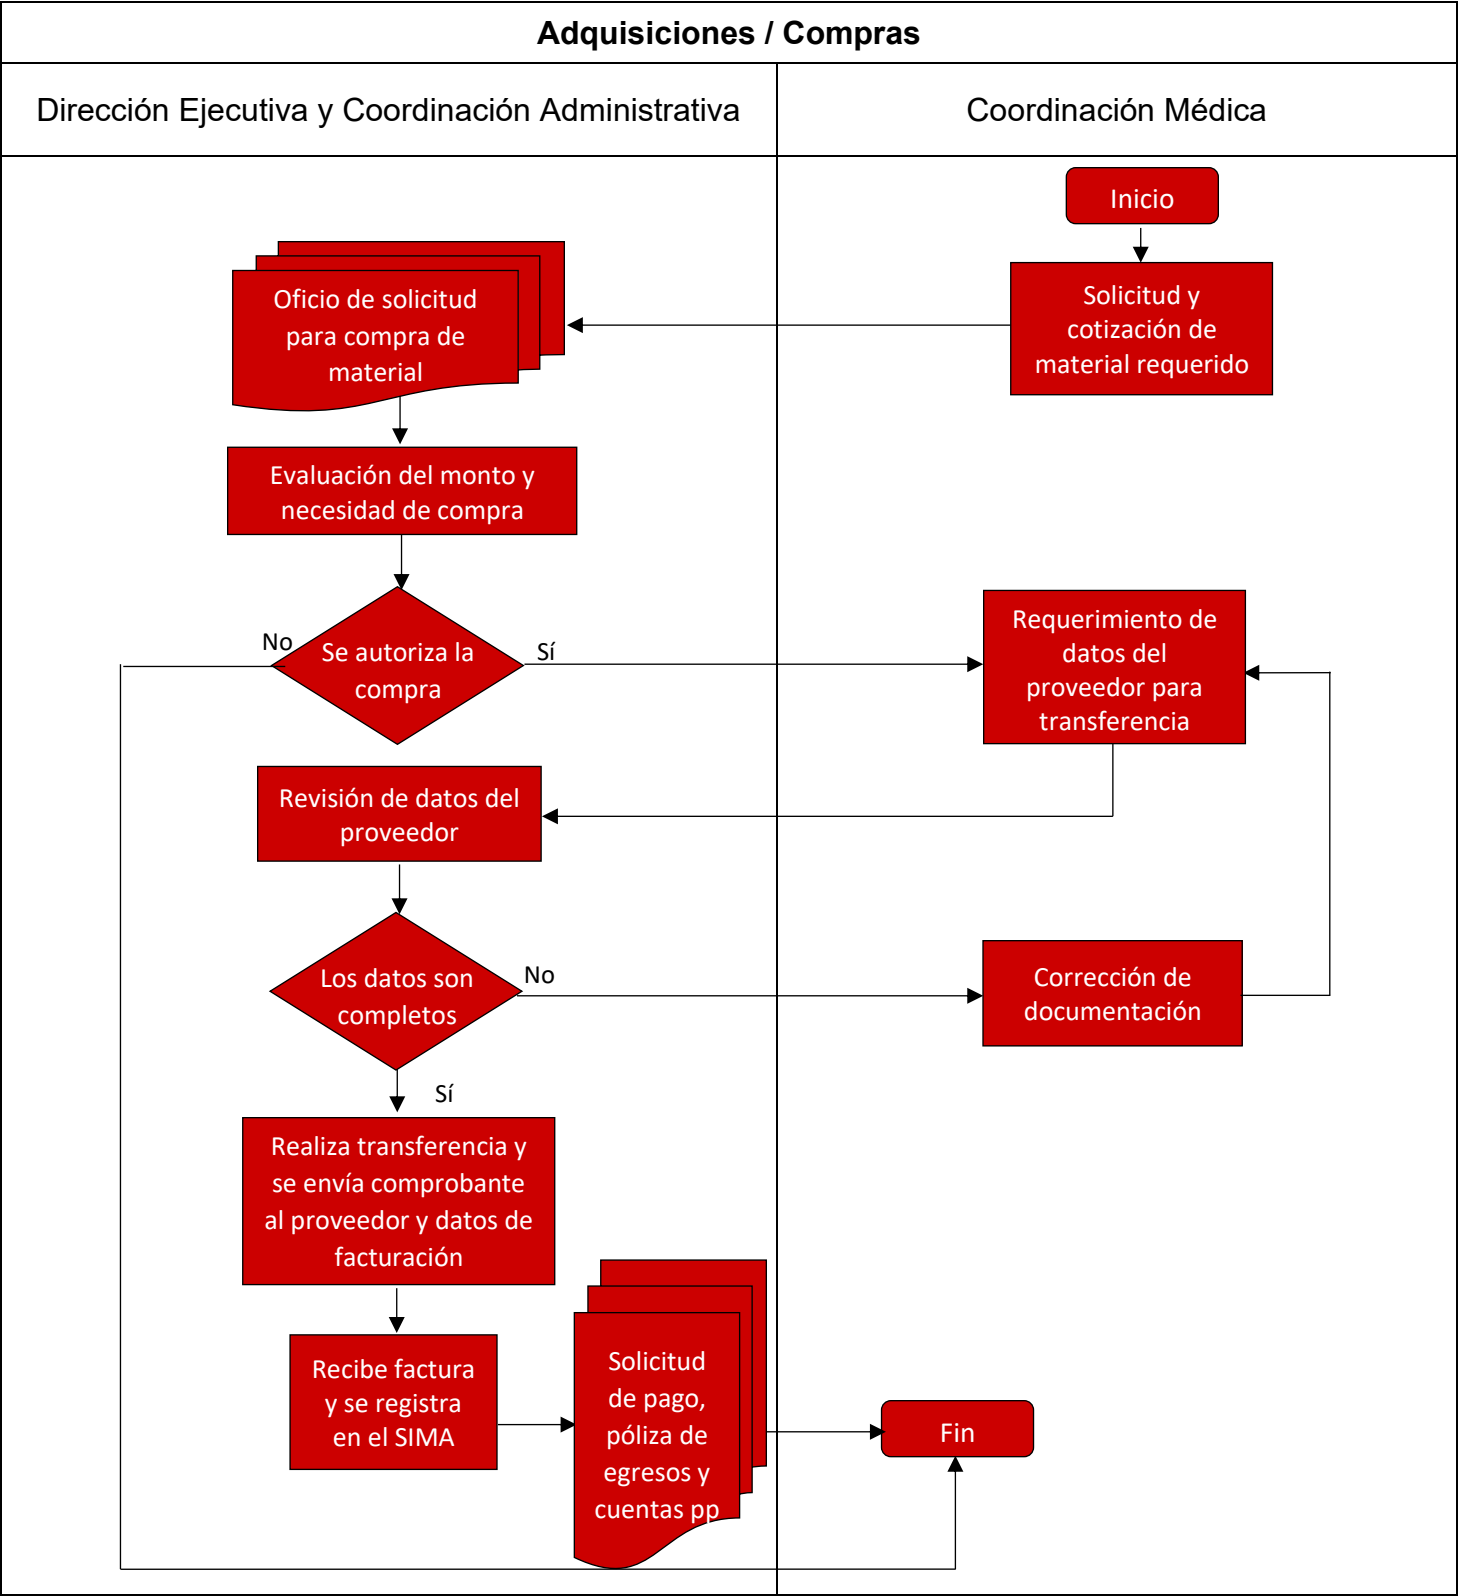 Adquisiciones / Compras
Dirección Ejecutiva y Coordinación Administrativa
Coordinación Médica
Inicio
Solicitud y
cotización de
material requerido
Oficio de solicitud
para compra de
material
Evaluación del monto y
necesidad de compra
No
Se autoriza la
compra
Sí
Requerimiento de
datos del
proveedor para
transferencia
Revisión de datos del
proveedor
Los datos son
completos
No
Corrección de
documentación
Sí
Realiza transferencia y
se envía comprobante
al proveedor y datos de
facturación
Recibe factura
y se registra
en el SIMA
Solicitud
de pago,
póliza de
egresos y
cuentas pp
Fin